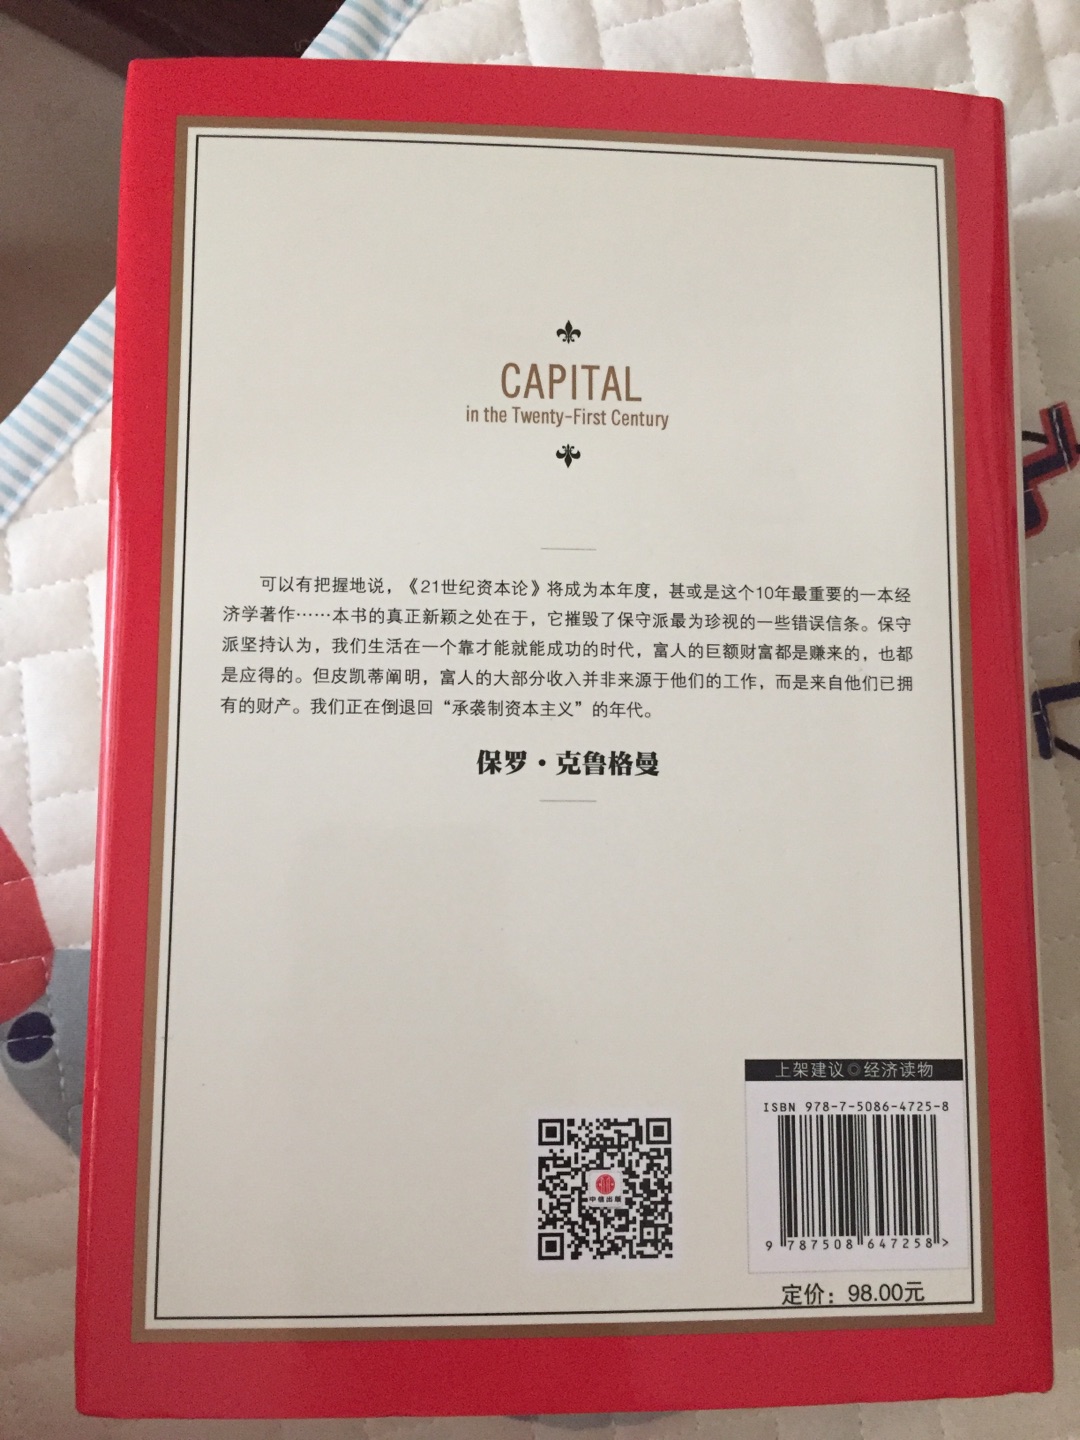 CAPITAL
in the Twenty-First Century
可以有把握地说，《21世纪资本论》将成为本年度，甚或是这个10年最重要的一本经
济学著作……本书的真正新颖之处在于，它摧毁了保守派最为珍视的一些错误信条。保守
派坚持认为，我们生活在一个靠才能就能成功的时代，富人的巨额财富都是赚来的，也都
是应得的。但皮凯蒂阐明，富人的大部分收入并非来源于他们的工作，而是来自他们已拥
有的财产。我们正在倒退回“承袭制资本主义”的年代。
保罗·克鲁格曼
上架建议◎经济读物
ISBN 978-7-5086-4725-8
中信出版
9 787508 647258 >
定价：98.00元